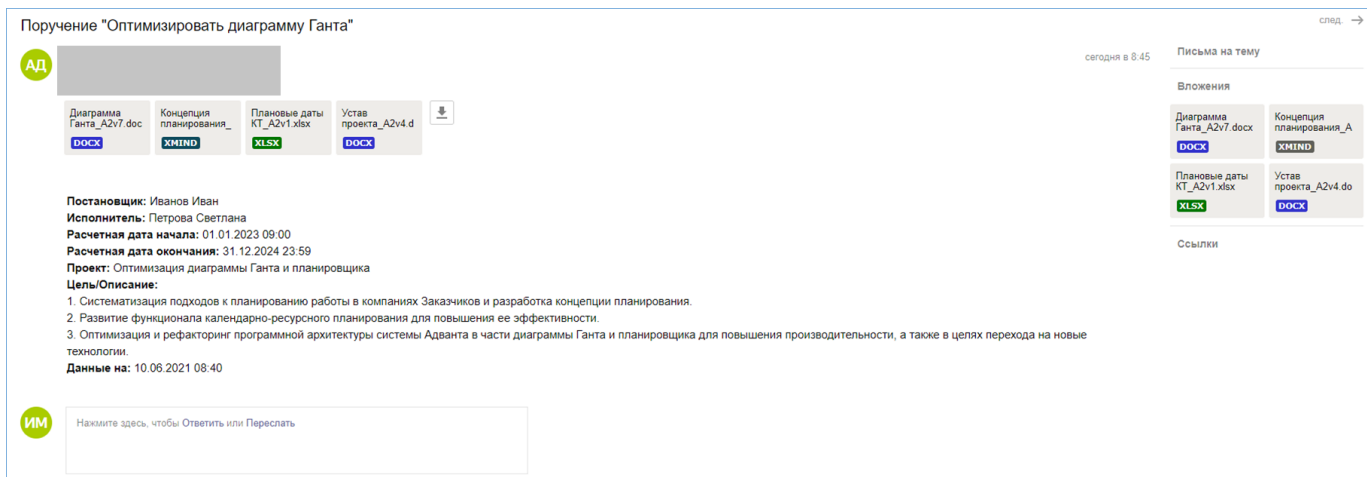 Поручение "Оптимизировать диаграмму Ганта"
след. →
АД
сегодня в 8:45
Диаграмма
Ганта_A2v7.doc
DOCX
Концепция
планирования_
XMIND
Плановые даты
КТ_A2v1.xlsx
XLSX
Устав
проекта_A2v4.d
DOCX
Постановщик: Иванов Иван
Исполнитель: Петрова Светлана
Расчетная дата начала: 01.01.2023 09:00
Расчетная дата окончания: 31.12.2024 23:59
Проект: Оптимизация диаграммы Ганта и планировщика
Цель/Описание:
1. Систематизация подходов к планированию работы в компаниях Заказчиков и разработка концепции планирования.
2. Развитие функционала календарно-ресурсного планирования для повышения ее эффективности.
3. Оптимизация и рефакторинг программной архитектуры системы Адванта в части диаграммы Ганта и планировщика для повышения производительности, а также в целях перехода на новые
технологии.
Данные на: 10.06.2021 08:40
ИМ
Нажмите здесь, чтобы Ответить или Переслать
Письма на тему
Вложения
Диаграмма
Ганта_A2v7.docx
DOCX
Концепция
планирования_A
XMIND
Плановые даты
КТ_A2v1.xlsx
XLSX
Устав
проекта_A2v4.do
DOCX
Ссылки